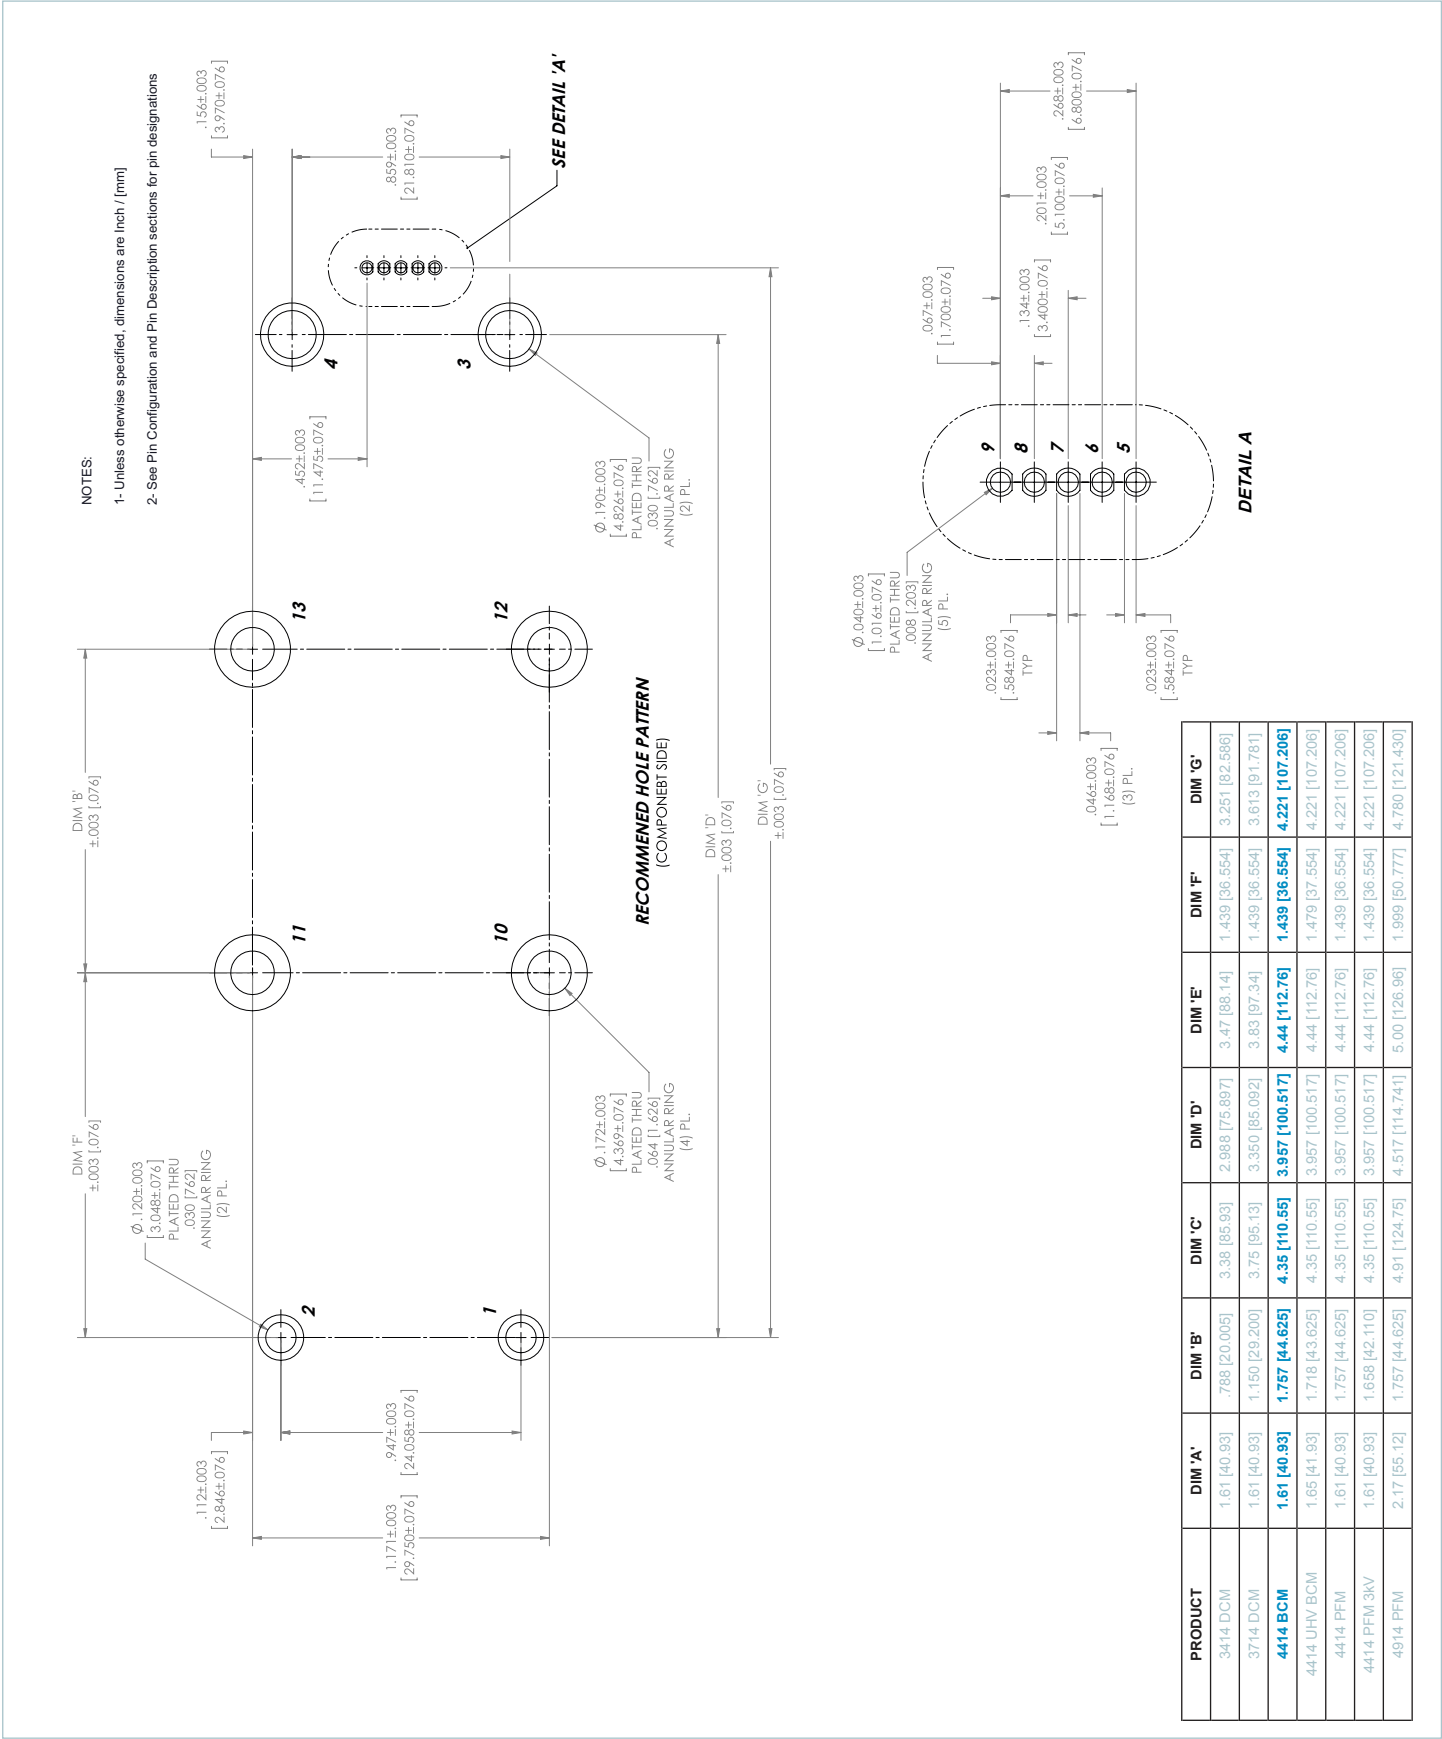 NOTES:
1- Unless otherwise specified, dimensions are Inch / [mm]
2- See Pin Configuration and Pin Description sections for pin designations
DIM 'F'
±.003 [.076]
DIM 'B'
±.003 [.076]
Ø.120±.003
[3.048±.076]
PLATED THRU
.030 [762]
ANNULAR RING
(2) PL.
.112±.003
[2.846±.076]
.947±.003
[24.058±.076]
1.171±.003
[29.750±.076]
2
1
11
10
13
12
Ø.172±.003
[4.369±.076]
PLATED THRU
.064 [1.626]
ANNULAR RING
(4) PL.
.452±.003
[11.475±.076]
.156±.003
[3.970±.076]
.859±.003
[21.810±.076]
4
3
SEE DETAIL 'A'
Ø.190±.003
[4.826±.076]
PLATED THRU
.030 [.762]
ANNULAR RING
(2) PL.
RECOMMENED HOLE PATTERN
(COMPONEBT SIDE)
DIM 'D'
±.003 [.076]
DIM 'G'
±.003 [.076]
Ø.040±.003
[1.016±.076]
PLATED THRU
.008 [.203]
ANNULAR RING
(5) PL.
.067±.003
[1.700±.076]
.134±.003
[3.400±.076]
.201±.003
[5.100±.076]
.268±.003
[6.800±.076]
9
8
7
6
5
.023±.003
[.584±.076]
TYP
.023±.003
[.584±.076]
TYP
.046±.003
[1.168±.076]
(3) PL.
DETAIL A
PRODUCT DIM 'A' DIM 'B' DIM 'C' DIM 'D' DIM 'E' DIM 'F' DIM 'G'
3414 DCM 1.61 [40.93] .788 [20.005] 3.38 [85.93] 2.988 [75.897] 3.47 [88.14] 1.439 [36.554] 3.251 [82.586]
3714 DCM 1.61 [40.93] 1.150 [29.200] 3.75 [95.13] 3.350 [85.092] 3.83 [97.34] 1.439 [36.554] 3.613 [91.781]
4414 BCM 1.61 [40.93] 1.757 [44.625] 4.35 [110.55] 3.957 [100.517] 4.44 [112.76] 1.439 [36.554] 4.221 [107.206]
4414 UHV BCM 1.65 [41.93] 1.718 [43.625] 4.35 [110.55] 3.957 [100.517] 4.44 [112.76] 1.479 [37.554] 4.221 [107.206]
4414 PFM 1.61 [40.93] 1.757 [44.625] 4.35 [110.55] 3.957 [100.517] 4.44 [112.76] 1.439 [36.554] 4.221 [107.206]
4414 PFM 3kV 1.61 [40.93] 1.658 [42.110] 4.35 [110.55] 3.957 [100.517] 4.44 [112.76] 1.439 [36.554] 4.221 [107.206]
4914 PFM 2.17 [55.12] 1.757 [44.625] 4.91 [124.75] 4.517 [114.741] 5.00 [126.96] 1.999 [50.777] 4.780 [121.430]